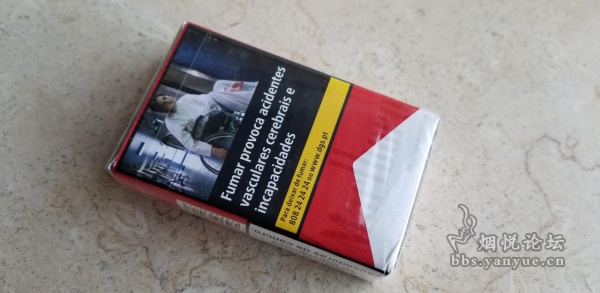 Fumar provoca acidentes
vasculares cerebrais e
incapacidades
Para deixar de fumar:
808 24 24 24 ou www.dgs.pt
烟悦论坛
bbs.yanyue.cn